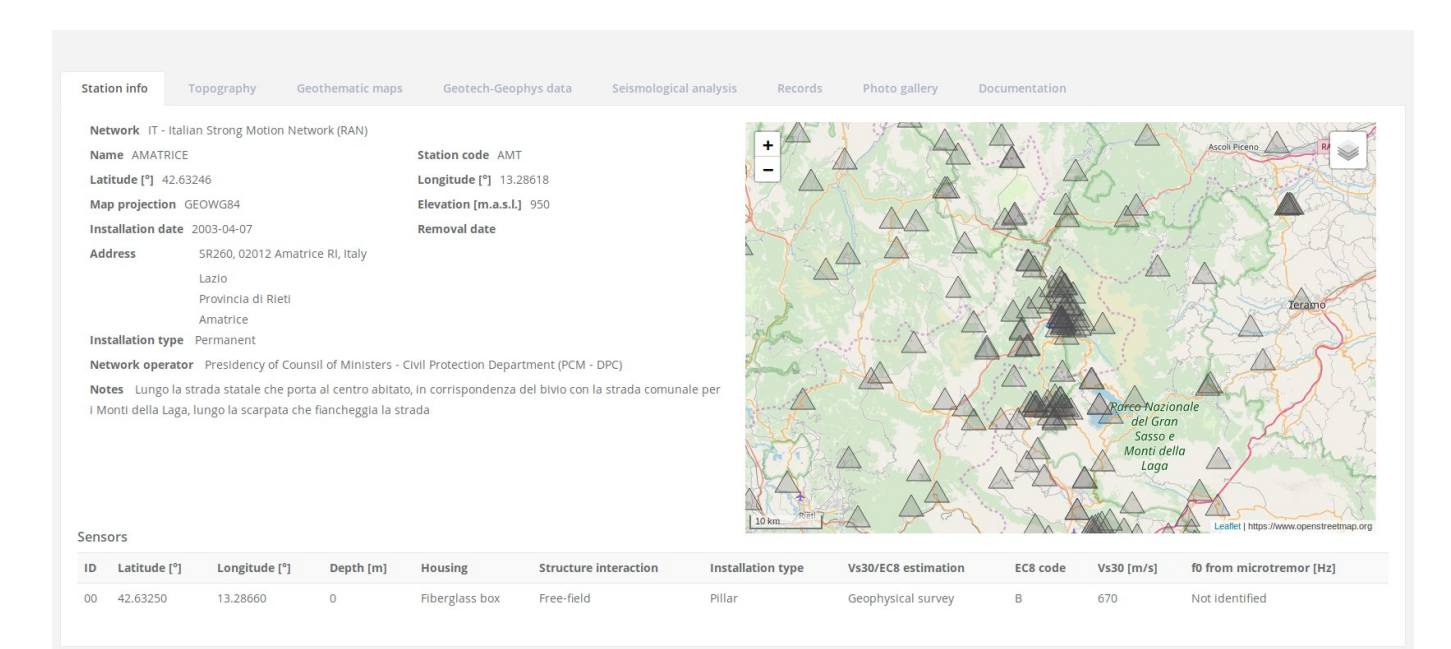 Station info Topography Geothematic maps Geotech-Geophys data Seismological analysis Records Photo gallery Documentation
Network IT - Italian Strong Motion Network (RAN)
Name AMATRICE Station code AMT
Latitude [°] 42.63246 Longitude [°] 13.28618
Map projection GEOWG84 Elevation [m.a.s.l.] 950
Installation date 2003-04-07 Removal date
Address SR260, 02012 Amatrice RI, Italy
Lazio
Provincia di Rieti
Amatrice
Installation type Permanent
Network operator Presidency of Counsil of Ministers - Civil Protection Department (PCM - DPC)
Notes Lungo la strada statale che porta al centro abitato, in corrispondenza del bivio con la strada comunale per
i Monti della Laga, lungo la scarpata che fiancheggia la strada
+
−
Ascoli Piceno
Teramo
Parco Nazionale
del Gran
Sasso e
Monti della
Laga
Rieti
10 km
Leaflet | https://www.openstreetmap.org
Sensors
ID Latitude [°] Longitude [°] Depth [m] Housing Structure interaction Installation type Vs30/EC8 estimation EC8 code Vs30 [m/s] f0 from microtremor [Hz]
00 42.63250 13.28660 0 Fiberglass box Free-field Pillar Geophysical survey B 670 Not identified